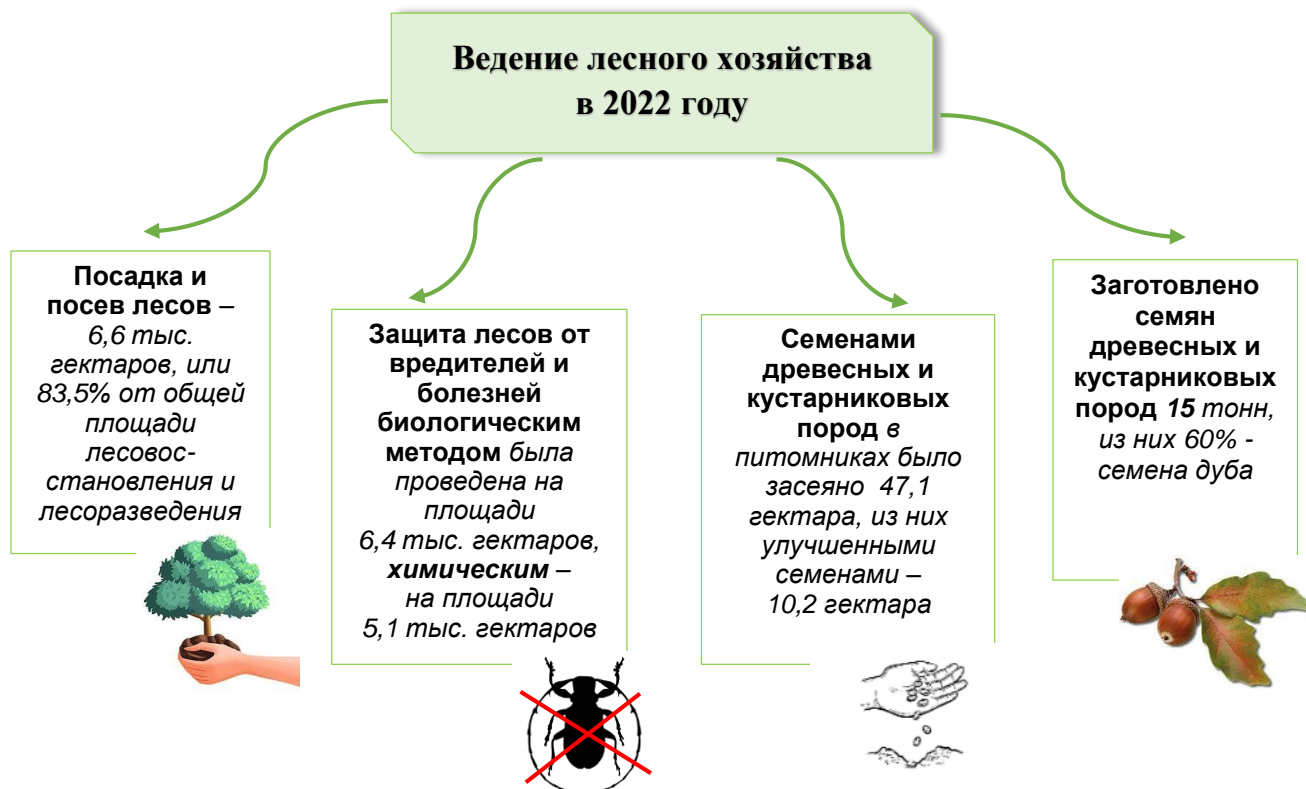 Ведение лесного хозяйства
в 2022 году
Посадка и
посев лесов –
6,6 тыс.
гектаров, или
83,5% от общей
площади
лесовос-
становления и
лесоразведения
Защита лесов от
вредителей и
болезней
биологическим
методом была
проведена на
площади
6,4 тыс. гектаров,
химическим –
на площади
5,1 тыс. гектаров
Семенами
древесных и
кустарниковых
пород в
питомниках было
засеяно 47,1
гектара, из них
улучшенными
семенами –
10,2 гектара
Заготовлено
семян
древесных и
кустарниковых
пород 15 тонн,
из них 60% -
семена дуба